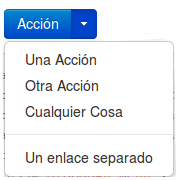 Acción
Una Acción
Otra Acción
Cualquier Cosa
Un enlace separado